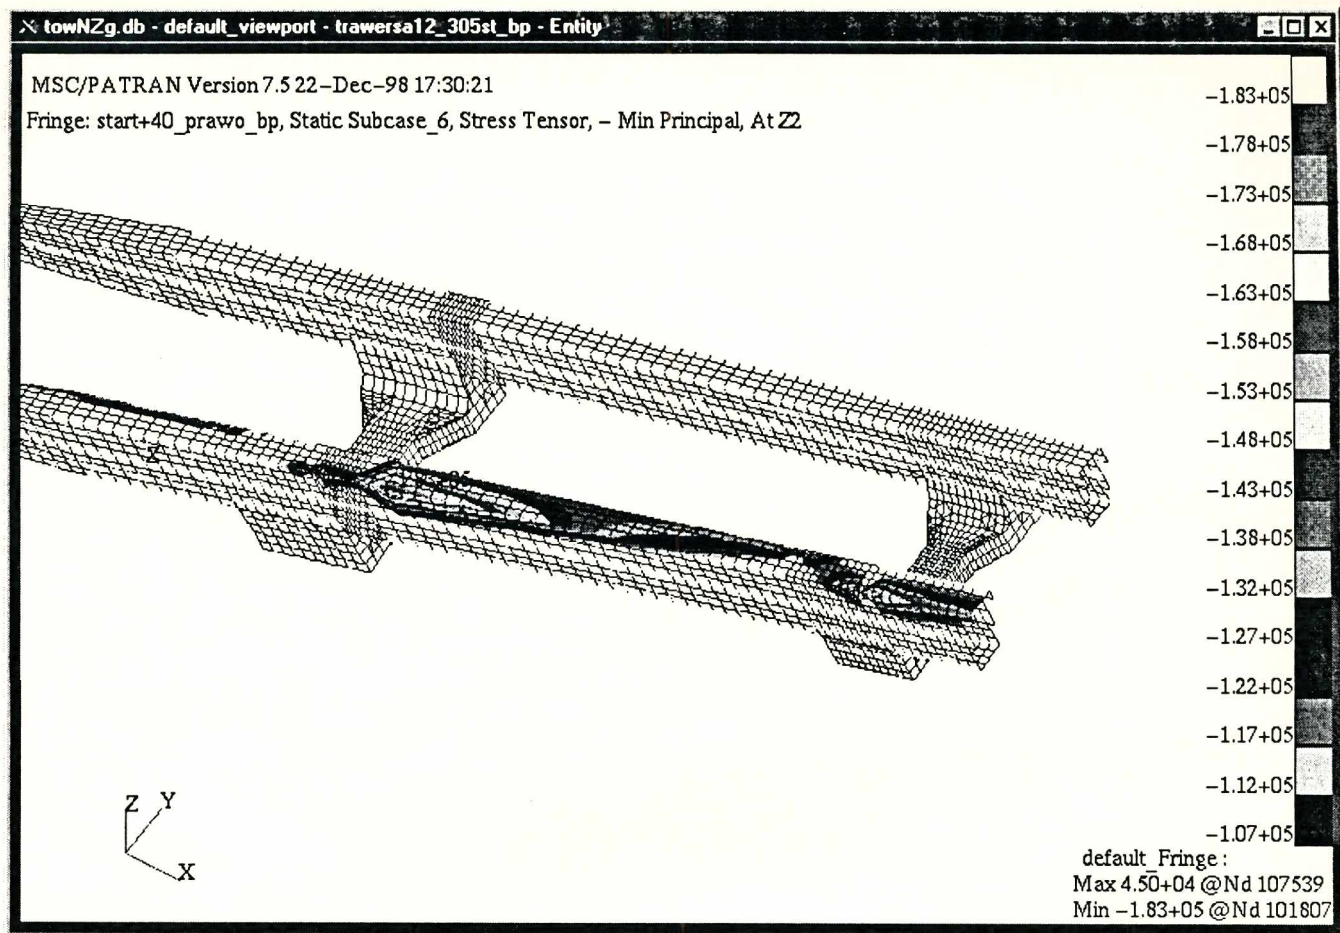 towNZg.db - default_viewport - trawersa12_305st_bp - Entity
MSC/PATRAN Version 7.5 22-Dec-98 17:30:21
Fringe: start+40_prawo_bp, Static Subcase_6, Stress Tensor, - Min Principal, At Z2
-1.83+05
-1.78+05
-1.73+05
-1.68+05
-1.63+05
-1.58+05
-1.53+05
-1.48+05
-1.43+05
-1.38+05
-1.32+05
-1.27+05
-1.22+05
-1.17+05
-1.12+05
-1.07+05
Z
Z Y
X
default_Fringe :
Max 4.50+04 @Nd 107539
Min -1.83+05 @Nd 101807